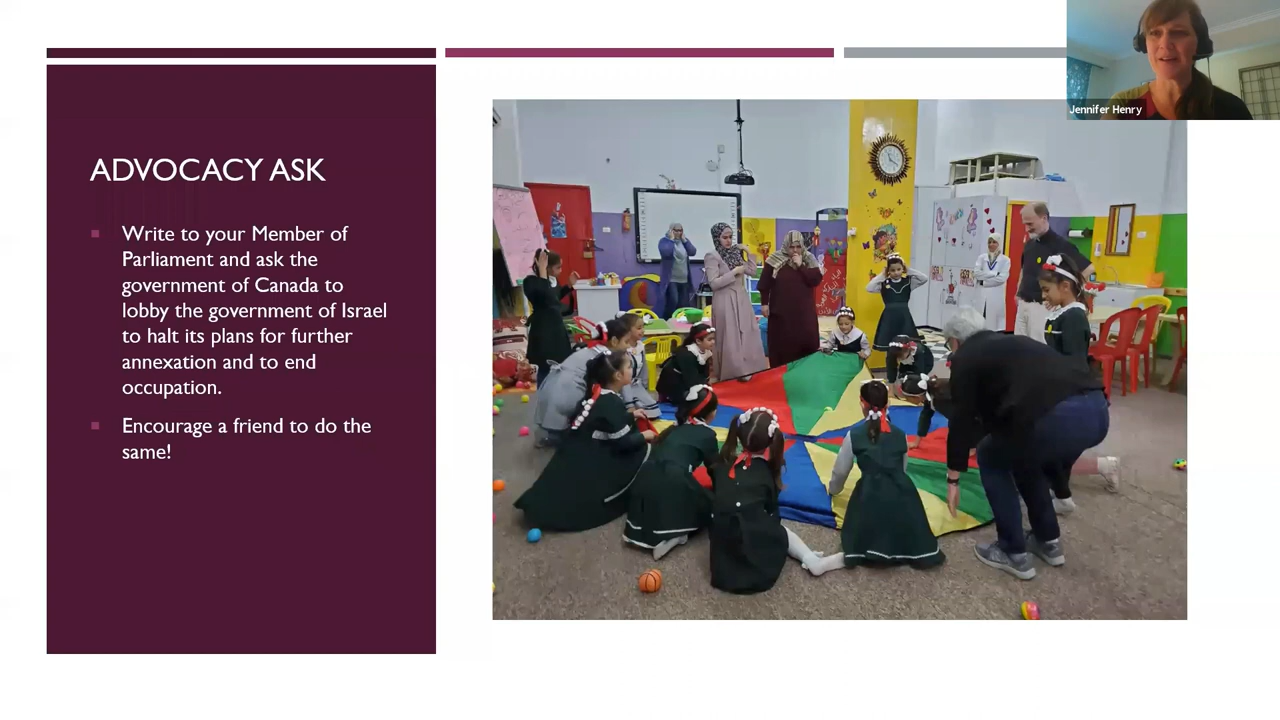 Jennifer Henry
ADVOCACY ASK
Write to your Member of
Parliament and ask the
government of Canada to
lobby the government of Israel
to halt its plans for further
annexation and to end
occupation.
Encourage a friend to do the
same!